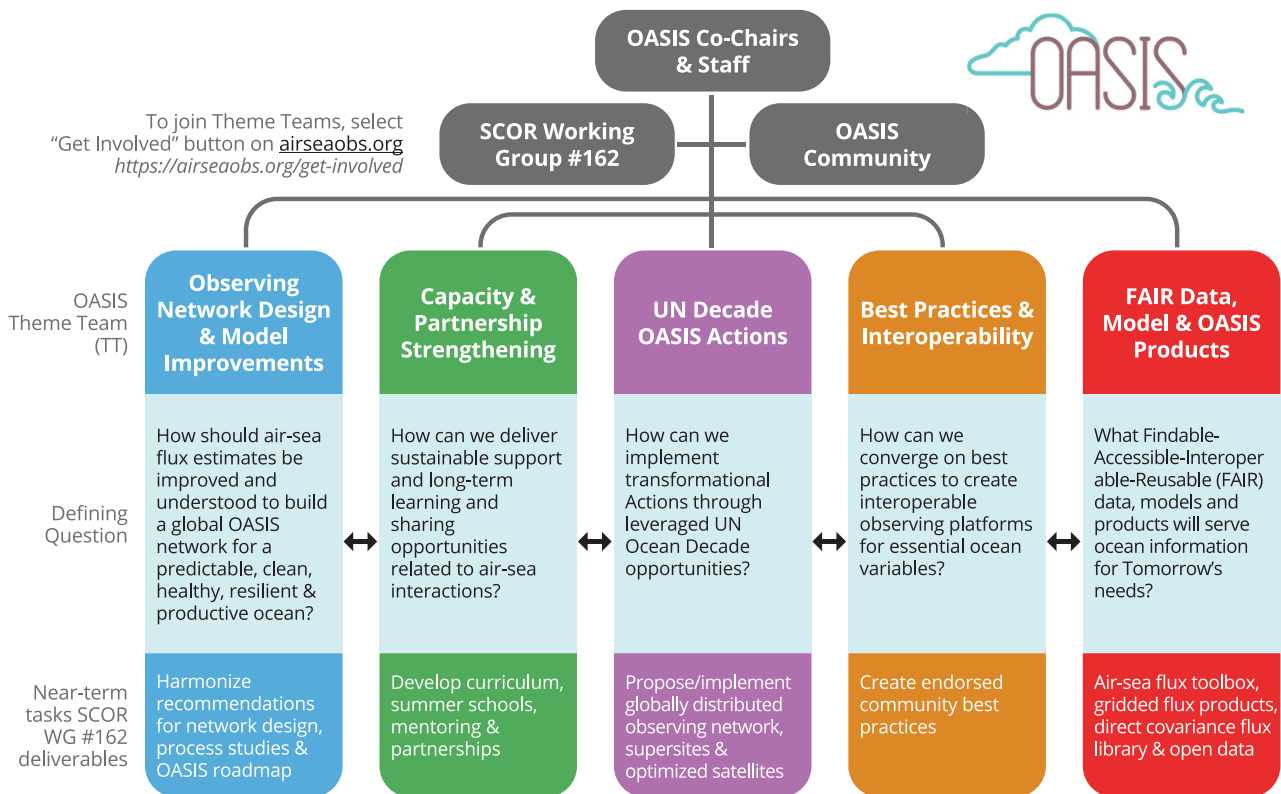 OASIS Co-Chairs
& Staff
OASIS
To join Theme Teams, select
“Get Involved” button on airseaobs.org
https://airseaobs.org/get-involved
SCOR Working
Group #162
OASIS
Community
OASIS
Theme Team
(TT)
Observing
Network Design
& Model
Improvements
Capacity &
Partnership
Strengthening
UN Decade
OASIS Actions
Best Practices &
Interoperability
FAIR Data,
Model & OASIS
Products
Defining
Question
How should air-sea
flux estimates be
improved and
understood to build
a global OASIS
network for a
predictable, clean,
healthy, resilient &
productive ocean?
How can we deliver
sustainable support
and long-term
learning and
sharing
opportunities
related to air-sea
interactions?
How can we
implement
transformational
Actions through
leveraged UN
Ocean Decade
opportunities?
How can we
converge on best
practices to create
interoperable
observing platforms
for essential ocean
variables?
What Findable-
Accessible-Interoper
able-Reusable (FAIR)
data, models and
products will serve
ocean information
for Tomorrow’s
needs?
Near-term
tasks SCOR
WG #162
deliverables
Harmonize
recommendations
for network design,
process studies &
OASIS roadmap
Develop curriculum,
summer schools,
mentoring &
partnerships
Propose/implement
globally distributed
observing network,
supersites &
optimized satellites
Create endorsed
community best
practices
Air-sea flux toolbox,
gridded flux products,
direct covariance flux
library & open data